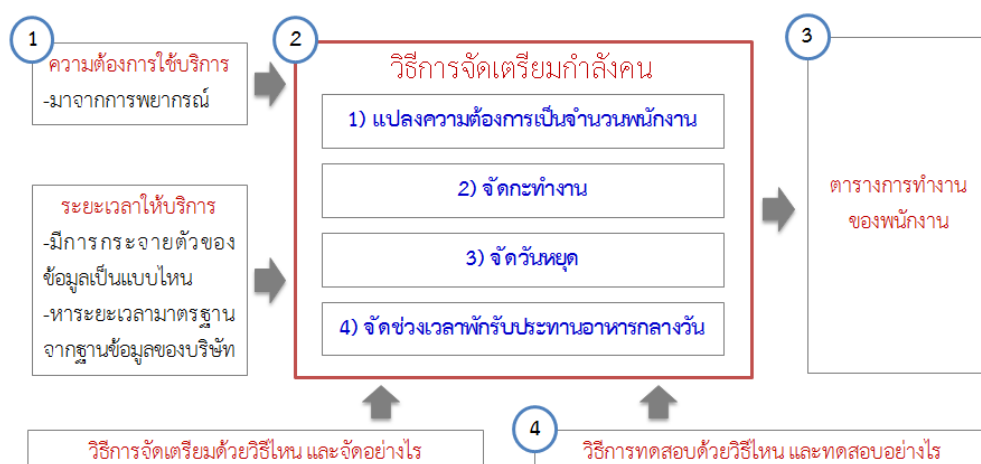 1
ความต้องการใช้บริการ
-มาจากการพยากรณ์
ระยะเวลาให้บริการ
-มีการกระจายตัวของ
ข้อมูลเป็นแบบไหน
-หาระยะเวลามาตรฐาน
จากฐานข้อมูลของบริษัท
2
วิธีการจัดเตรียมกำลังคน
1) แปลงความต้องการเป็นจำนวนพนักงาน
2) จัดกะทำงาน
3) จัดวันหยุด
4) จัดช่วงเวลาพักรับประทานอาหารกลางวัน
3
ตารางการทำงาน
ของพนักงาน
วิธีการจัดเตรียมด้วยวิธีไหน และจัดอย่างไร
4
วิธีการทดสอบด้วยวิธีไหน และทดสอบอย่างไร